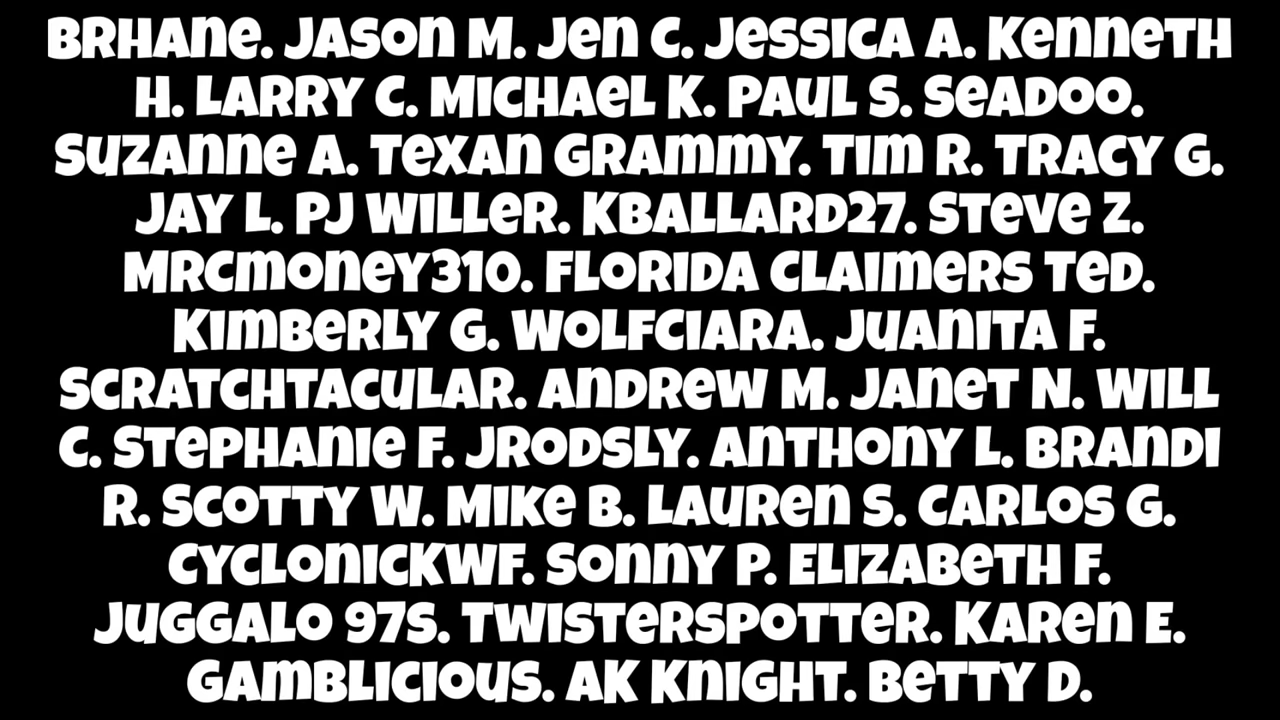 BRHANE. JASON M. JEN C. JESSICA A. KENNETH
H. LARRY C. MICHAEL K. PAUL S. SEADOO.
SUZANNE A. TEXAN GRAMMY. TIM R. TRACY G.
JAY L. PJ WILLER. KBALLARD27. STEVE Z.
MRCMONEY310. FLORIDA CLAIMERS TED.
KIMBERLY G. WOLFCIARA. JUANITA F.
SCRATCHTACULAR. ANDREW M. JANET N. WILL
C. STEPHANIE F. JRODSLY. ANTHONY L. BRANDI
R. SCOTTY W. MIKE B. LAUREN S. CARLOS G.
CYCLONICKWF. SONNY P. ELIZABETH F.
JUGGALO 97S. TWISTERSPOTTER. KAREN E.
GAMBLICIOUS. AK KNIGHT. BETTY D.